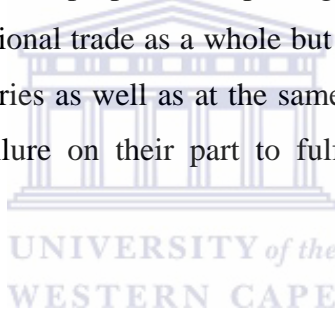 ional trade as a whole but
ries as well as at the same
lure on their part to fulf
UNIVERSITY of the
WESTERN CAPE